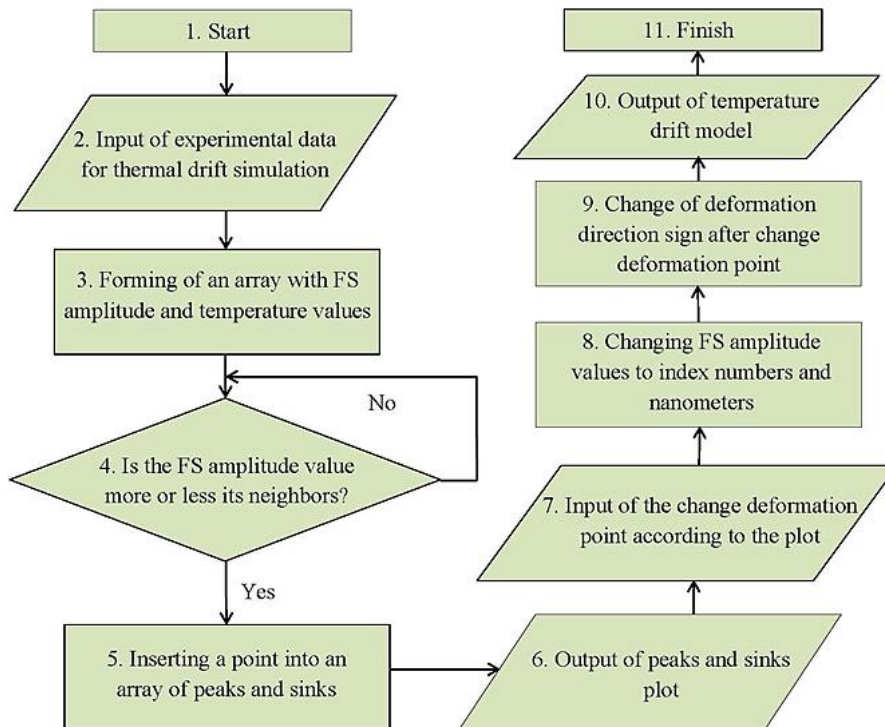 1. Start
2. Input of experimental data
for thermal drift simulation
3. Forming of an array with FS
amplitude and temperature values
No
4. Is the FS amplitude value
more or less its neighbors?
Yes
5. Inserting a point into an
array of peaks and sinks
6. Output of peaks and sinks
plot
7. Input of the change deformation
point according to the plot
8. Changing FS amplitude
values to index numbers and
nanometers
9. Change of deformation
direction sign after change
deformation point
10. Output of temperature
drift model
11. Finish